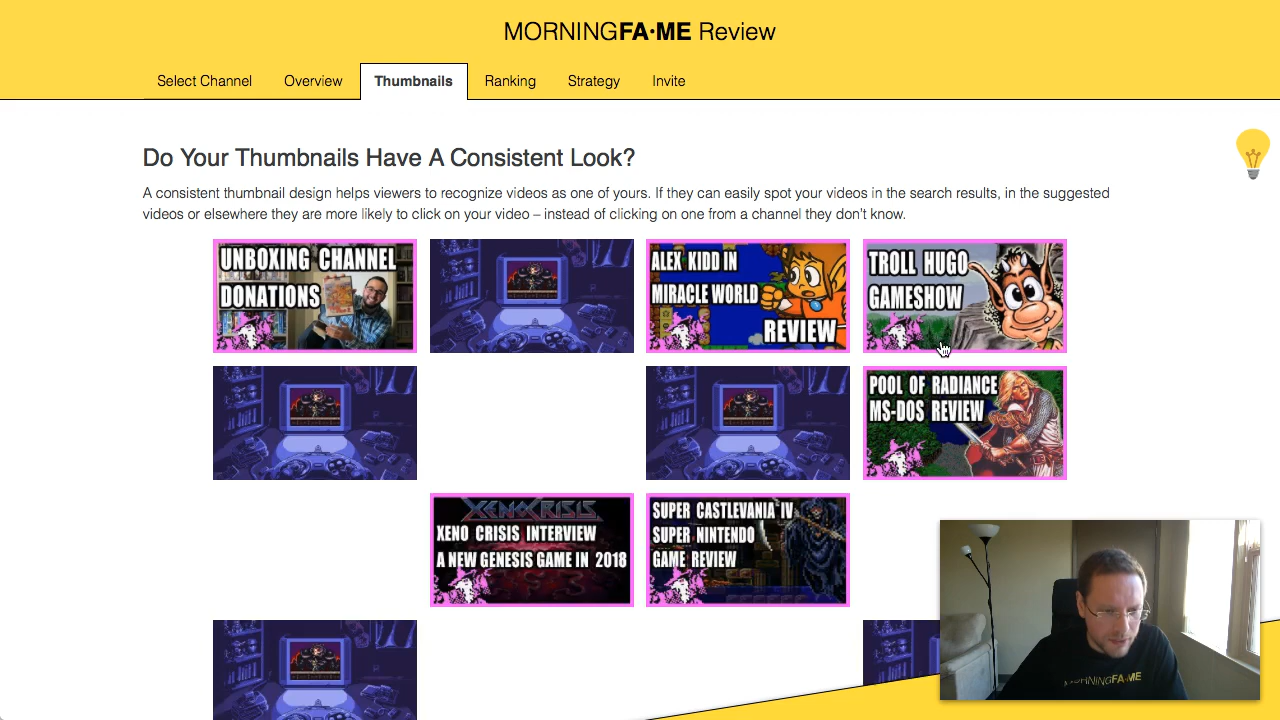 MORNINGFA·ME Review
Select Channel Overview Thumbnails Ranking Strategy Invite
Do Your Thumbnails Have A Consistent Look?
A consistent thumbnail design helps viewers to recognize videos as one of yours. If they can easily spot your videos in the search results, in the suggested
videos or elsewhere they are more likely to click on your video – instead of clicking on one from a channel they don't know.
UNBOXING CHANNEL
DONATIONS
ALEX KIDD IN
MIRACLE WORLD
REVIEW
TROLL HUGO
GAMESHOW
POOL OF RADIANCE
MS-DOS REVIEW
XENOCRISIS
XENO CRISIS INTERVIEW
A NEW GENESIS GAME IN 2018
SUPER CASTLEVANIA IV
SUPER NINTENDO
GAME REVIEW
MORNINGFA·ME